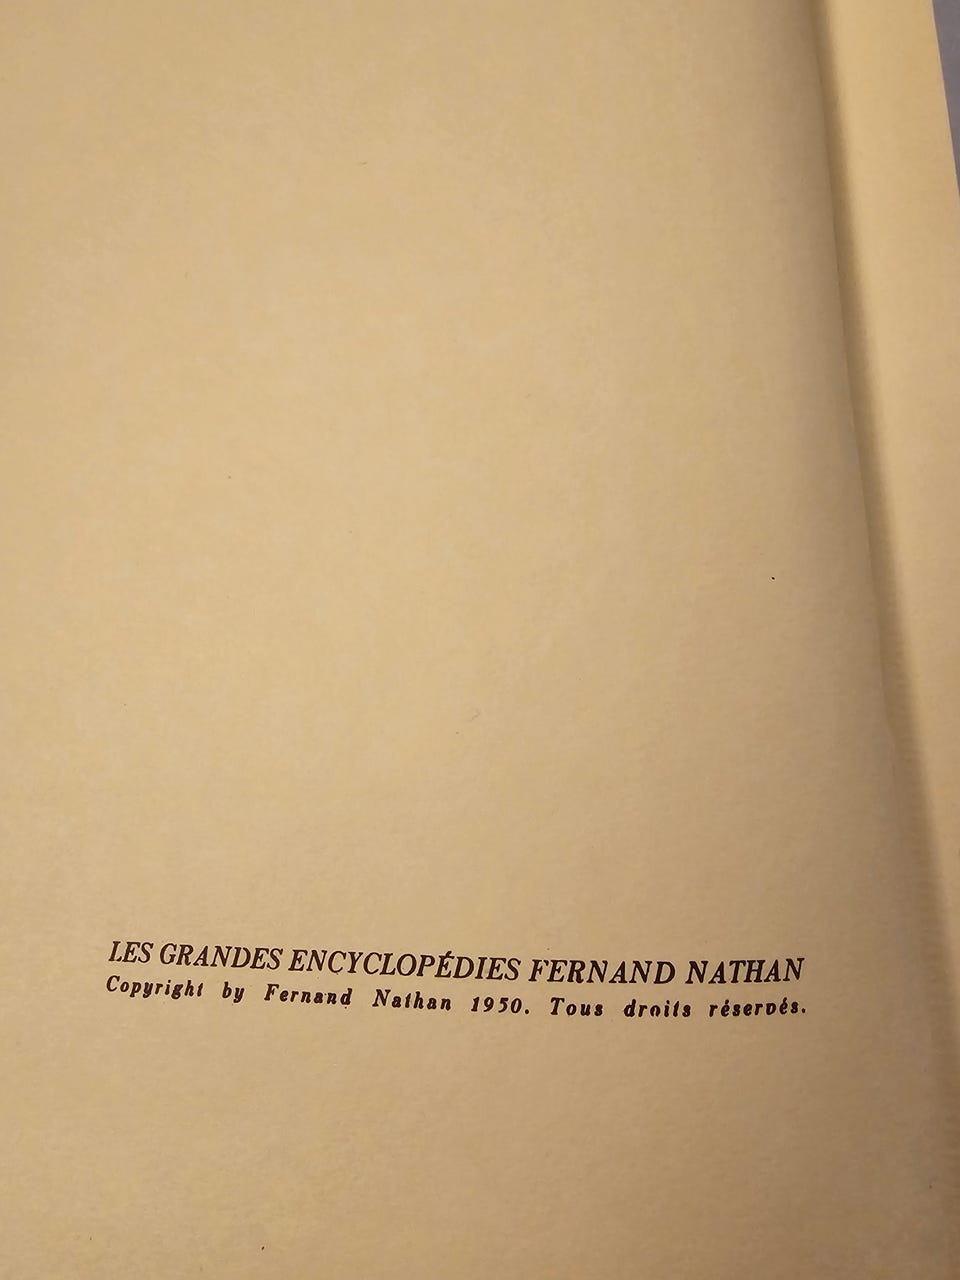 LES GRANDES ENCYCLOPÉDIES FERNAND NATHAN
Copyright by Fernand Nathan 1950. Tous droits réservés.